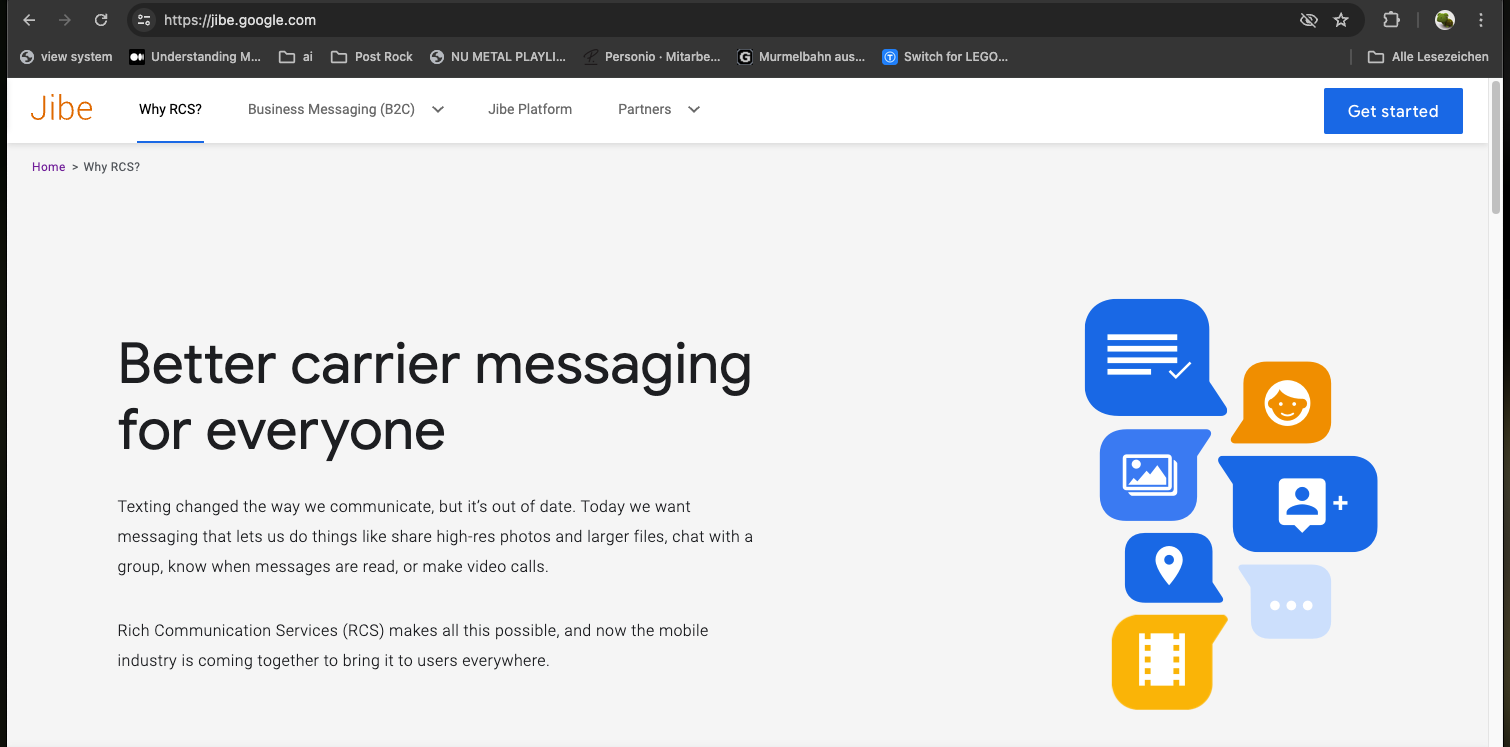 https://jibe.google.com
view system
Understanding M...
ai
Post Rock
NU METAL PLAYLI...
Personio · Mitarbe...
Murmelbahn aus...
Switch for LEGO...
Alle Lesezeichen
Jibe
Why RCS?
Business Messaging (B2C)
Jibe Platform
Partners
Get started
Home > Why RCS?
Better carrier messaging
for everyone
Texting changed the way we communicate, but it’s out of date. Today we want
messaging that lets us do things like share high-res photos and larger files, chat with a
group, know when messages are read, or make video calls.
Rich Communication Services (RCS) makes all this possible, and now the mobile
industry is coming together to bring it to users everywhere.